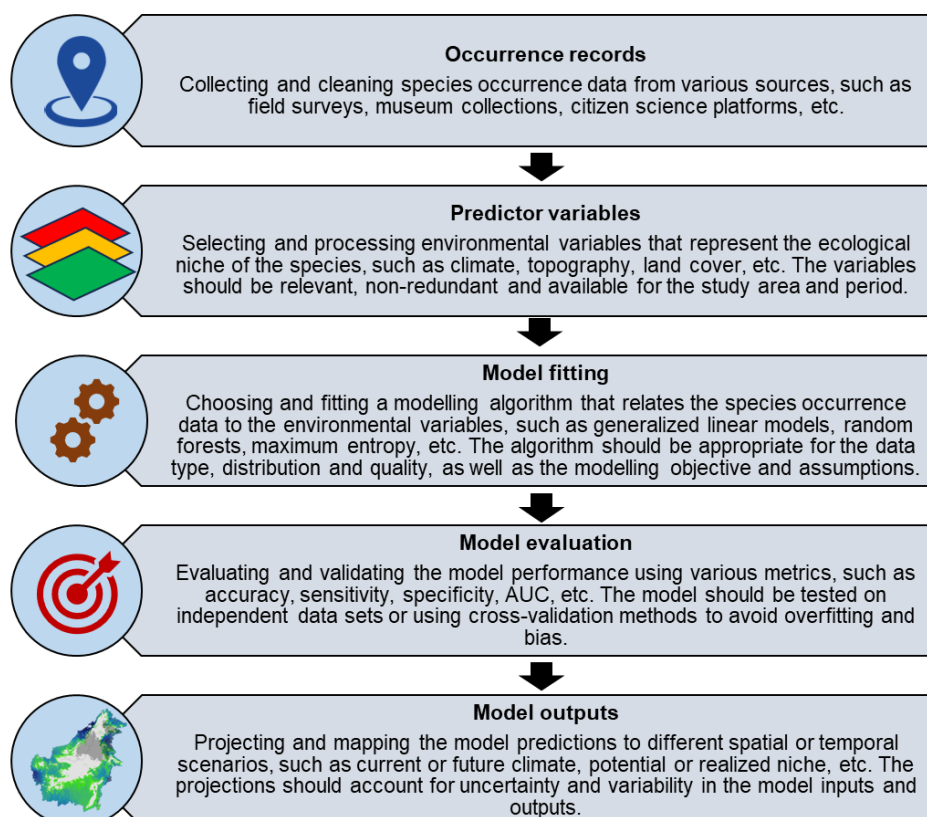 Occurrence records
Collecting and cleaning species occurrence data from various sources, such as
field surveys, museum collections, citizen science platforms, etc.
Predictor variables
Selecting and processing environmental variables that represent the ecological
niche of the species, such as climate, topography, land cover, etc. The variables
should be relevant, non-redundant and available for the study area and period.
Model fitting
Choosing and fitting a modelling algorithm that relates the species occurrence
data to the environmental variables, such as generalized linear models, random
forests, maximum entropy, etc. The algorithm should be appropriate for the data
type, distribution and quality, as well as the modelling objective and assumptions.
Model evaluation
Evaluating and validating the model performance using various metrics, such as
accuracy, sensitivity, specificity, AUC, etc. The model should be tested on
independent data sets or using cross-validation methods to avoid overfitting and
bias.
Model outputs
Projecting and mapping the model predictions to different spatial or temporal
scenarios, such as current or future climate, potential or realized niche, etc. The
projections should account for uncertainty and variability in the model inputs and
outputs.